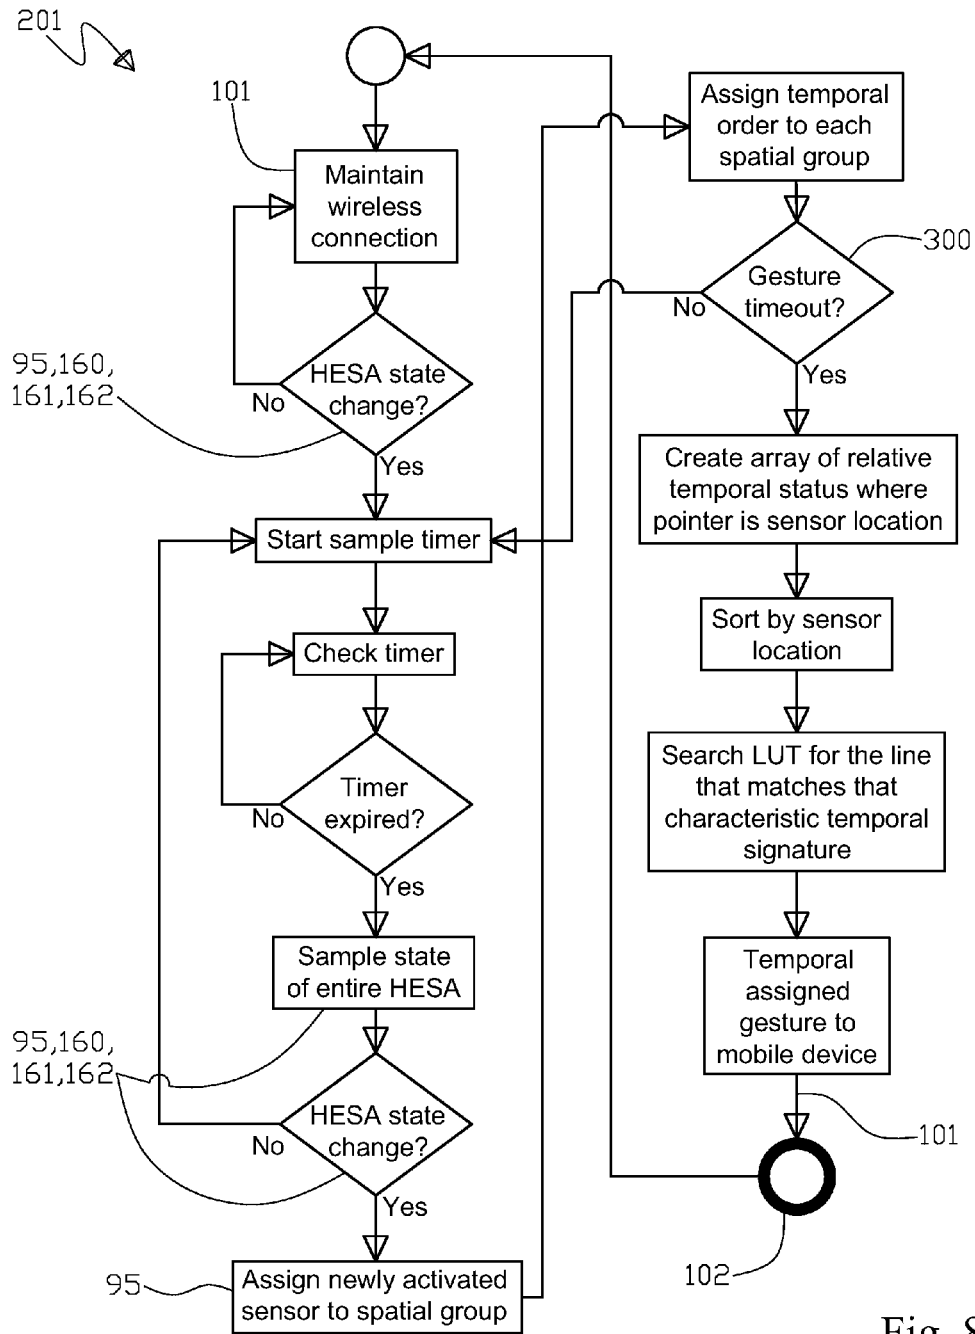 201
101
Maintain
wireless
connection
HESA state
change?
95,160,
161,162
No
Yes
Start sample timer
Check timer
Timer
expired?
No
Yes
Sample state
of entire HESA
95,160,
161,162
HESA state
change?
No
Yes
95
Assign newly activated
sensor to spatial group
Assign temporal
order to each
spatial group
300
Gesture
timeout?
No
Yes
Create array of relative
temporal status where
pointer is sensor location
Sort by sensor
location
Search LUT for the line
that matches that
characteristic temporal
signature
Temporal
assigned
gesture to
mobile device
101
102
Fig. 8